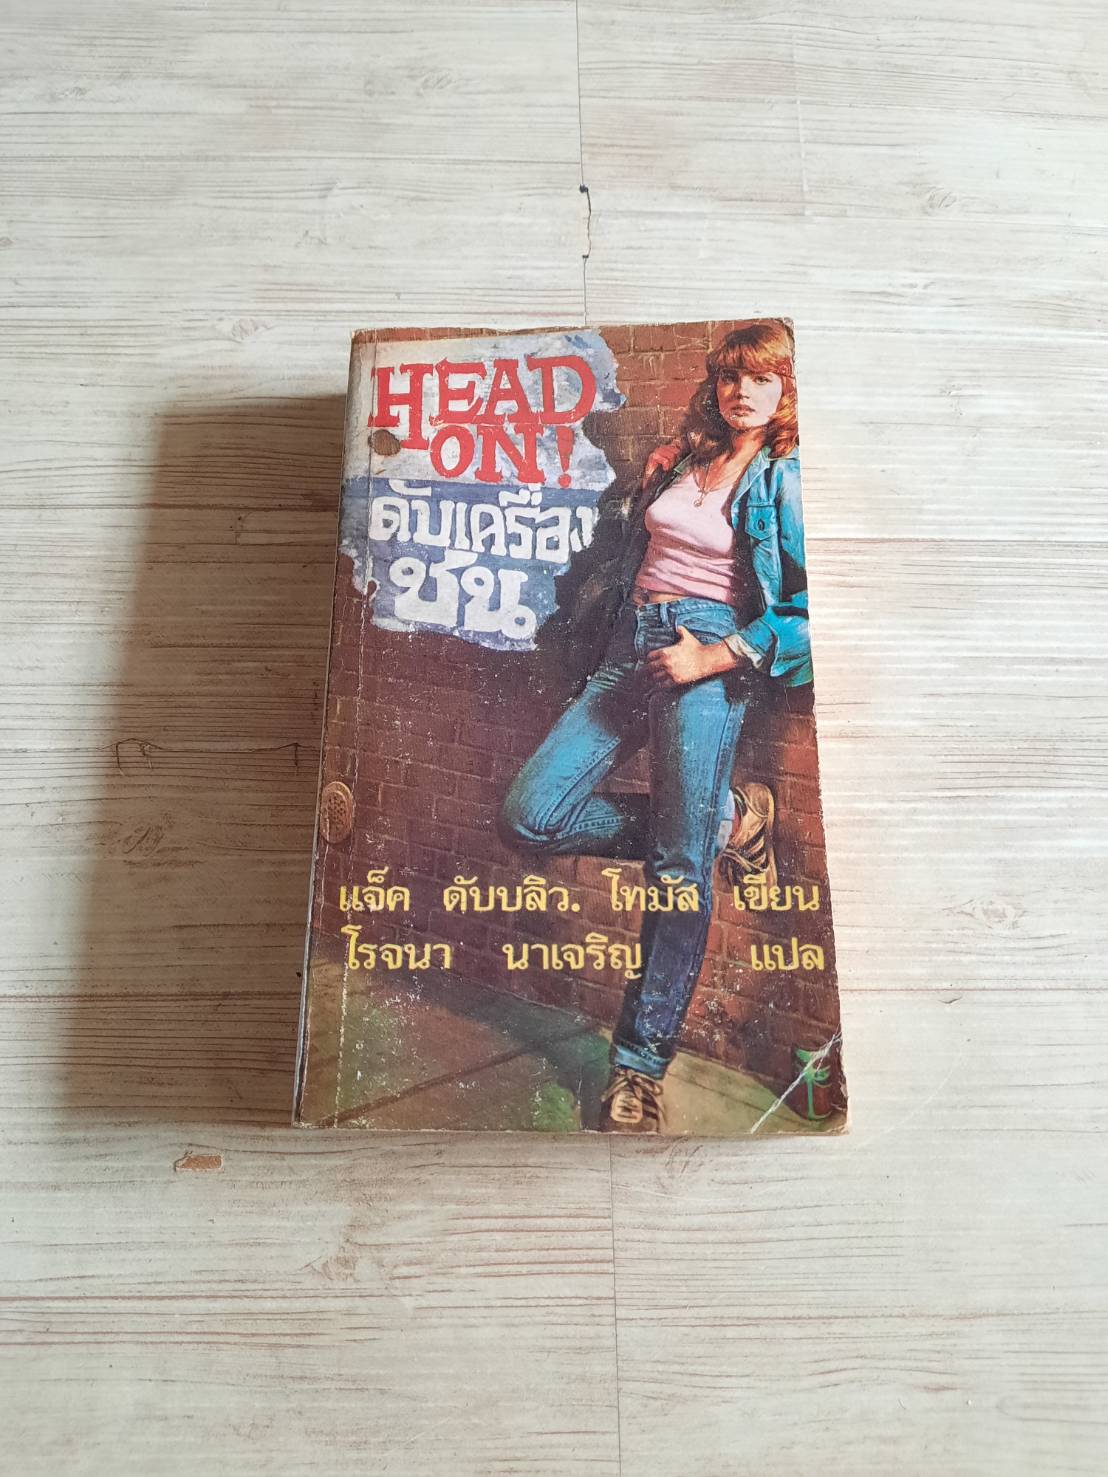 HEAD
ON!
ดับเครื่อง
ชน
แจ็ค ดับบลิว. โทมัส เขียน
โรจนา นาเจริญ แปล